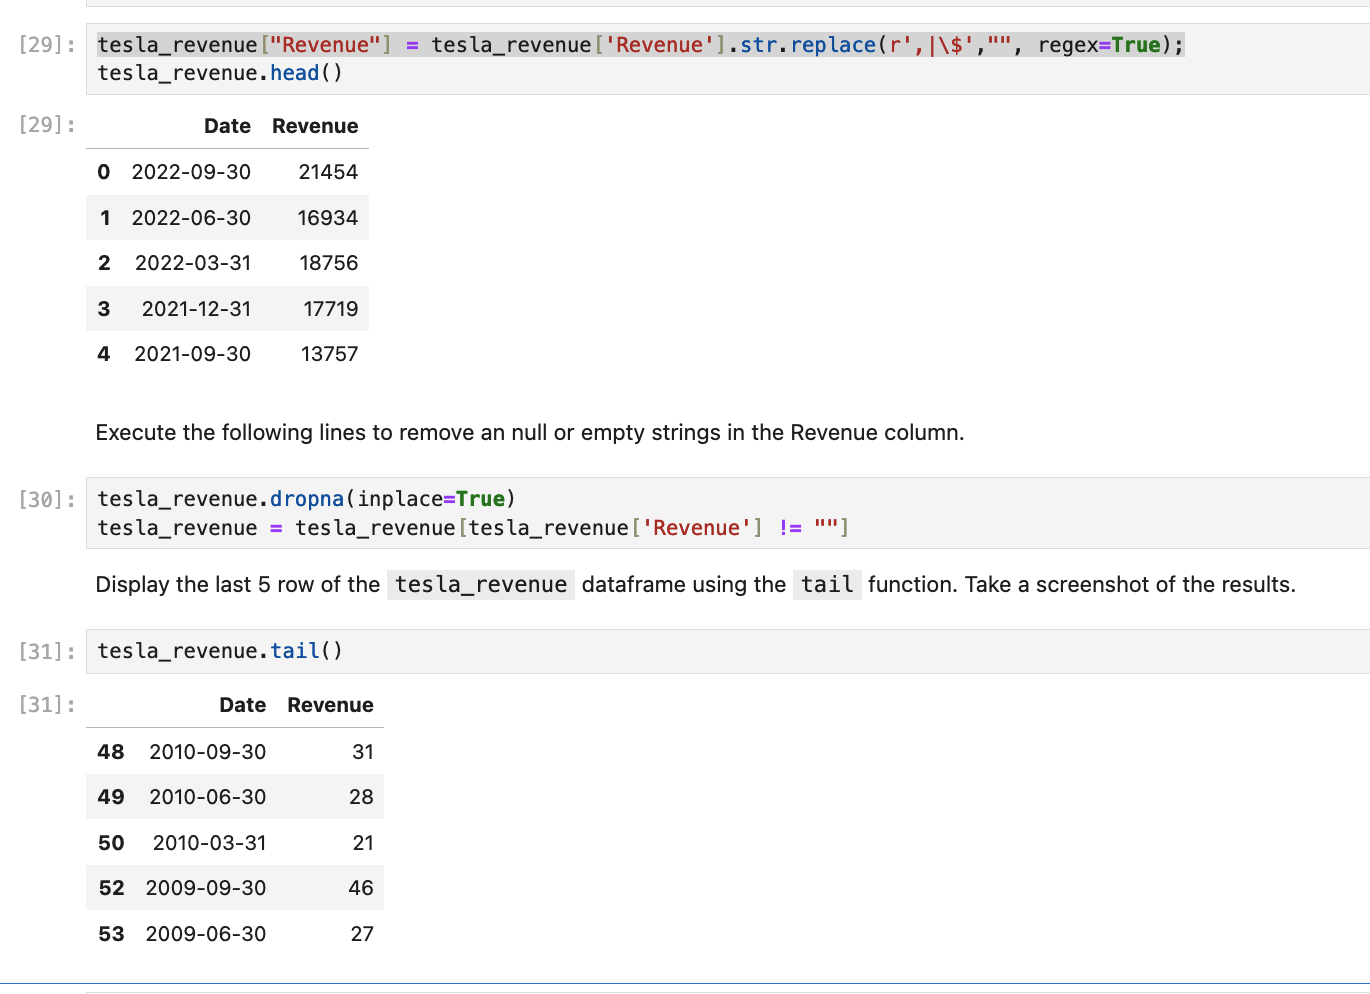 [29]: tesla_revenue["Revenue"] = tesla_revenue['Revenue'].str.replace(r',|\$',"", regex=True);
tesla_revenue.head()
[29]: Date Revenue
0 2022-09-30 21454
1 2022-06-30 16934
2 2022-03-31 18756
3 2021-12-31 17719
4 2021-09-30 13757
Execute the following lines to remove an null or empty strings in the Revenue column.
[30]: tesla_revenue.dropna(inplace=True)
tesla_revenue = tesla_revenue[tesla_revenue['Revenue'] != ""]
Display the last 5 row of the tesla_revenue dataframe using the tail function. Take a screenshot of the results.
[31]: tesla_revenue.tail()
[31]: Date Revenue
48 2010-09-30 31
49 2010-06-30 28
50 2010-03-31 21
52 2009-09-30 46
53 2009-06-30 27